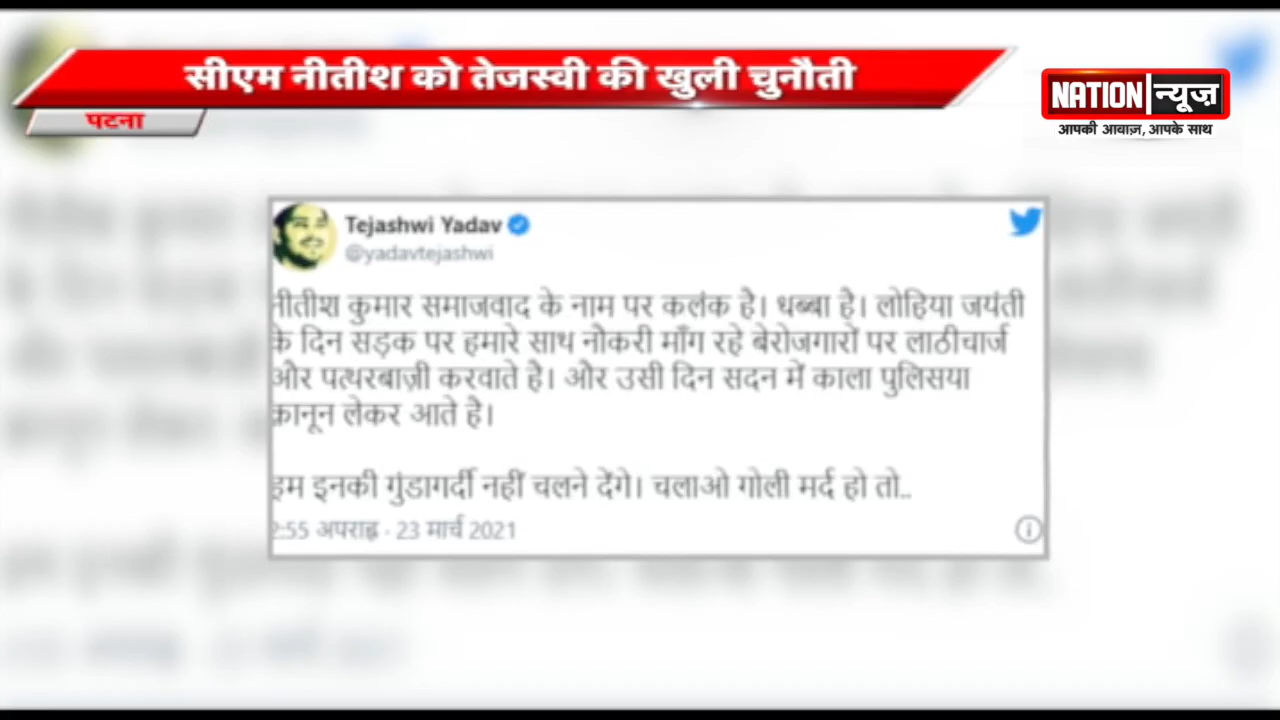 सीएम नीतीश को तेजस्वी की खुली चुनौती
पटना
NATION न्यूज़
आपकी आवाज़, आपके साथ
Tejashwi Yadav
@yadavtejashwi
नीतीश कुमार समाजवाद के नाम पर कलंक है। धब्बा है। लोहिया जयंती
के दिन सड़क पर हमारे साथ नौकरी माँग रहे बेरोजगारों पर लाठीचार्ज
और पत्थरबाज़ी करवाते है। और उसी दिन सदन में काला पुलिसया
क़ानून लेकर आते है।
हम इनकी गुंडागर्दी नहीं चलने देंगे। चलाओ गोली मर्द हो तो..
2:55 अपराह्न · 23 मार्च 2021